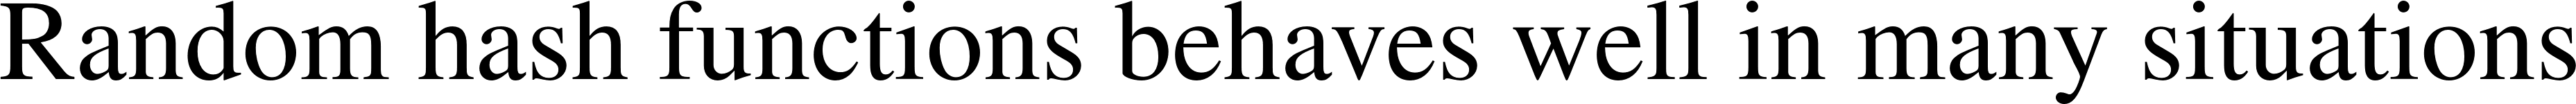 Random hash functions behaves well in many situations